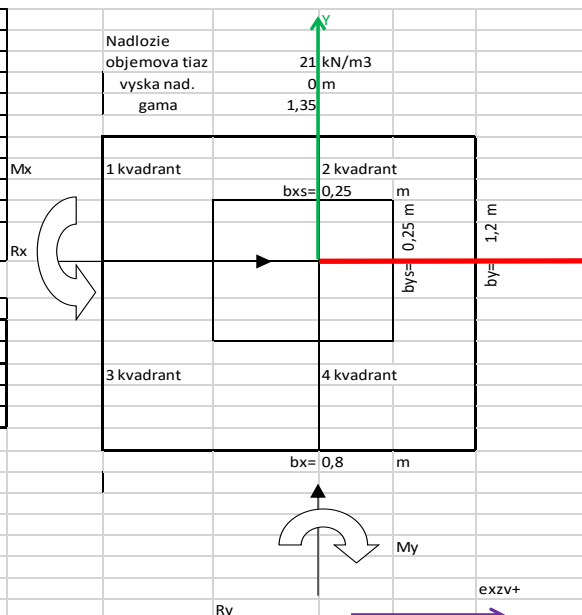 Y
Nadlozie
objemova tiaz 21 kN/m3
vyska nad. 0 m
gama 1,35
Mx 1 kvadrant 2 kvadrant
bxs= 0,25 m
bys= 0,25 m
by= 1,2 m
Rx
3 kvadrant 4 kvadrant
bx= 0,8 m
My
exzv+
Rv